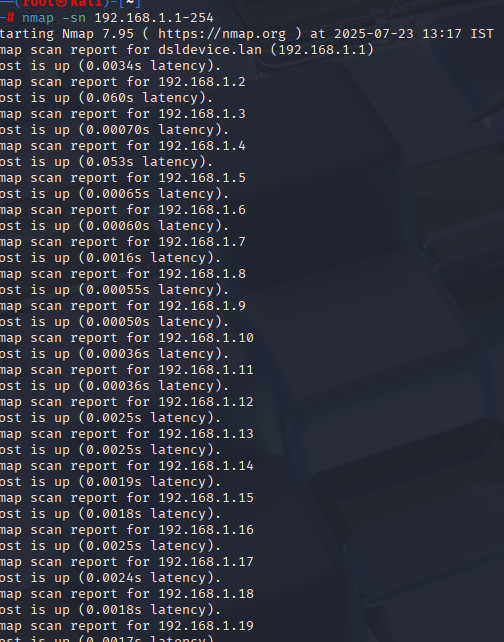 (root㉿kali)-[~]
# nmap -sn 192.168.1.1-254
tarting Nmap 7.95 ( https://nmap.org ) at 2025-07-23 13:17 IST
map scan report for dsldevice.lan (192.168.1.1)
ost is up (0.0034s latency).
map scan report for 192.168.1.2
ost is up (0.060s latency).
map scan report for 192.168.1.3
ost is up (0.00070s latency).
map scan report for 192.168.1.4
ost is up (0.053s latency).
map scan report for 192.168.1.5
ost is up (0.00065s latency).
map scan report for 192.168.1.6
ost is up (0.00060s latency).
map scan report for 192.168.1.7
ost is up (0.0016s latency).
map scan report for 192.168.1.8
ost is up (0.00055s latency).
map scan report for 192.168.1.9
ost is up (0.00050s latency).
map scan report for 192.168.1.10
ost is up (0.00036s latency).
map scan report for 192.168.1.11
ost is up (0.00036s latency).
map scan report for 192.168.1.12
ost is up (0.0025s latency).
map scan report for 192.168.1.13
ost is up (0.0025s latency).
map scan report for 192.168.1.14
ost is up (0.0019s latency).
map scan report for 192.168.1.15
ost is up (0.0018s latency).
map scan report for 192.168.1.16
ost is up (0.0025s latency).
map scan report for 192.168.1.17
ost is up (0.0024s latency).
map scan report for 192.168.1.18
ost is up (0.0018s latency).
map scan report for 192.168.1.19
ost is up (0.0017s latency).